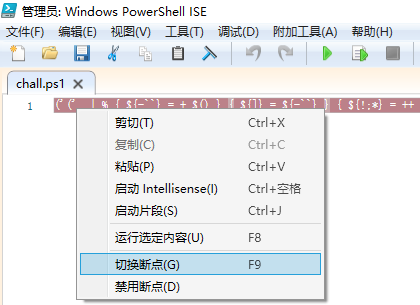 管理员: Windows PowerShell ISE
文件(F) 编辑(E) 视图(V) 工具(T) 调试(D) 附加工具(A) 帮助(H)
chall.ps1
1
剪切(T) Ctrl+X
复制(C) Ctrl+C
粘贴(P) Ctrl+V
启动 Intellisense(I) Ctrl+空格
启动片段(S) Ctrl+J
运行选定内容(U) F8
切换断点(G) F9
禁用断点(D)